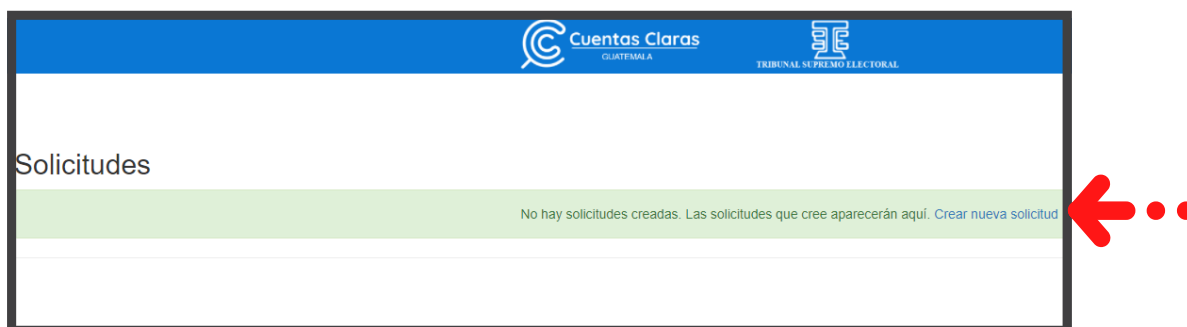 Cuentas Claras
GUATEMALA
TRIBUNAL SUPREMO ELECTORAL
Solicitudes
No hay solicitudes creadas. Las solicitudes que cree aparecerán aquí. Crear nueva solicitud